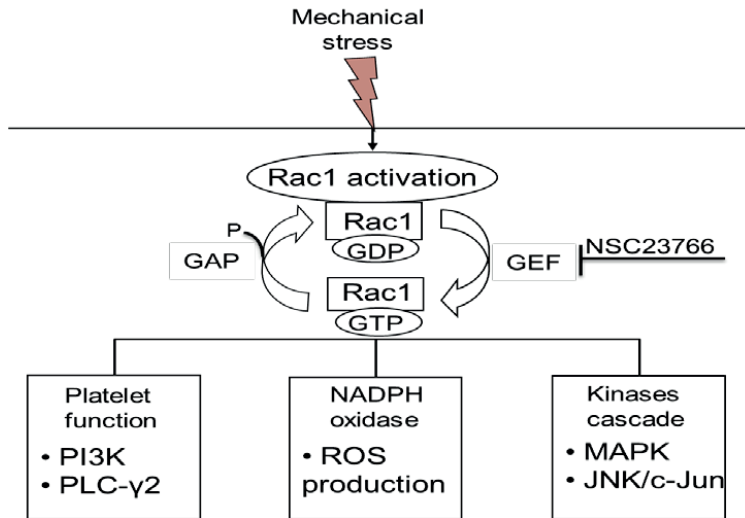 Mechanical
stress
Rac1 activation
Rac1
GDP
P
GAP
GEF
NSC23766
Rac1
GTP
Platelet
function
• PI3K
• PLC-γ2
NADPH
oxidase
• ROS
production
Kinases
cascade
• MAPK
• JNK/c-Jun